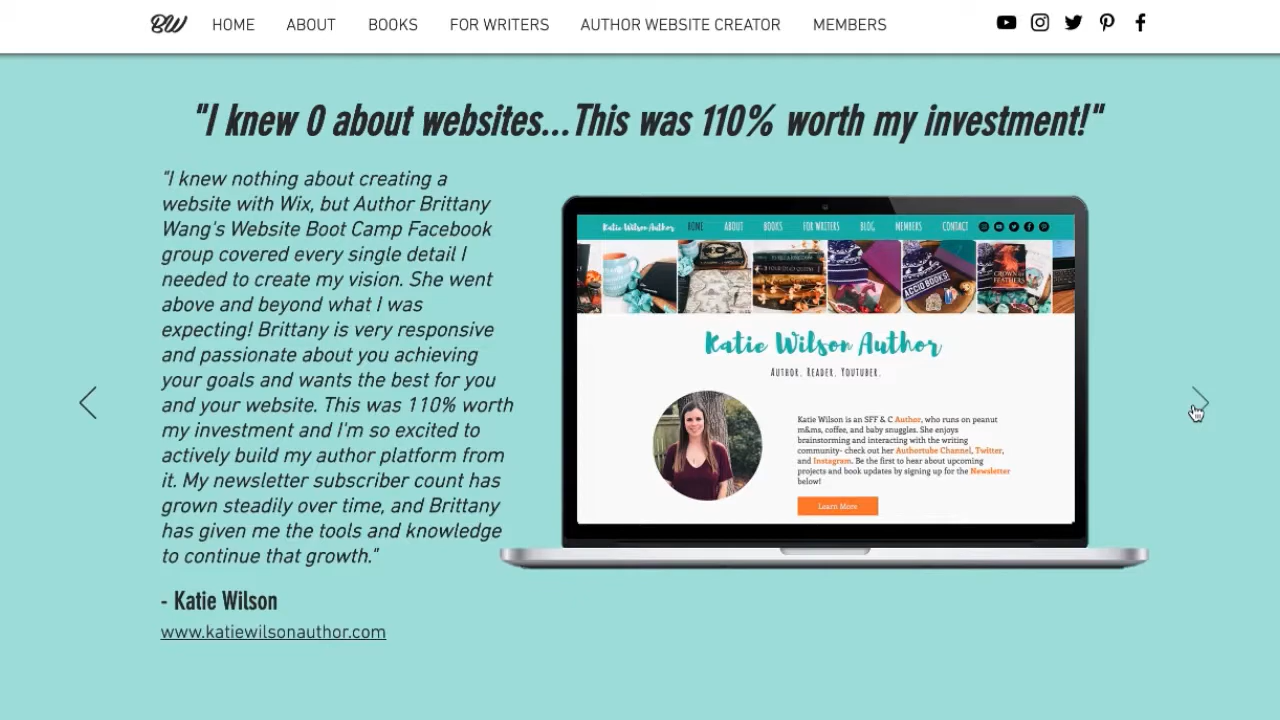 BW HOME ABOUT BOOKS FOR WRITERS AUTHOR WEBSITE CREATOR MEMBERS
"I knew 0 about websites...This was 110% worth my investment!"
"I knew nothing about creating a
website with Wix, but Author Brittany
Wang's Website Boot Camp Facebook
group covered every single detail I
needed to create my vision. She went
above and beyond what I was
expecting! Brittany is very responsive
and passionate about you achieving
your goals and wants the best for you
and your website. This was 110% worth
my investment and I'm so excited to
actively build my author platform from
it. My newsletter subscriber count has
grown steadily over time, and Brittany
has given me the tools and knowledge
to continue that growth."
- Katie Wilson
www.katiewilsonauthor.com
Katie Wilson Author HOME ABOUT BOOKS FOR WRITERS BLOG MEMBERS CONTACT
ACCIO BOOKS!
CROWN OF FEATHERS
Katie Wilson Author
Author. Reader. Youtuber.
Katie Wilson is an SFF & C Author, who runs on peanut
m&ms, coffee, and baby snuggles. She enjoys
brainstorming and interacting with the writing
community- check out her Authortube Channel, Twitter,
and Instagram. Be the first to hear about upcoming
projects and book updates by signing up for the Newsletter
below!
Learn More